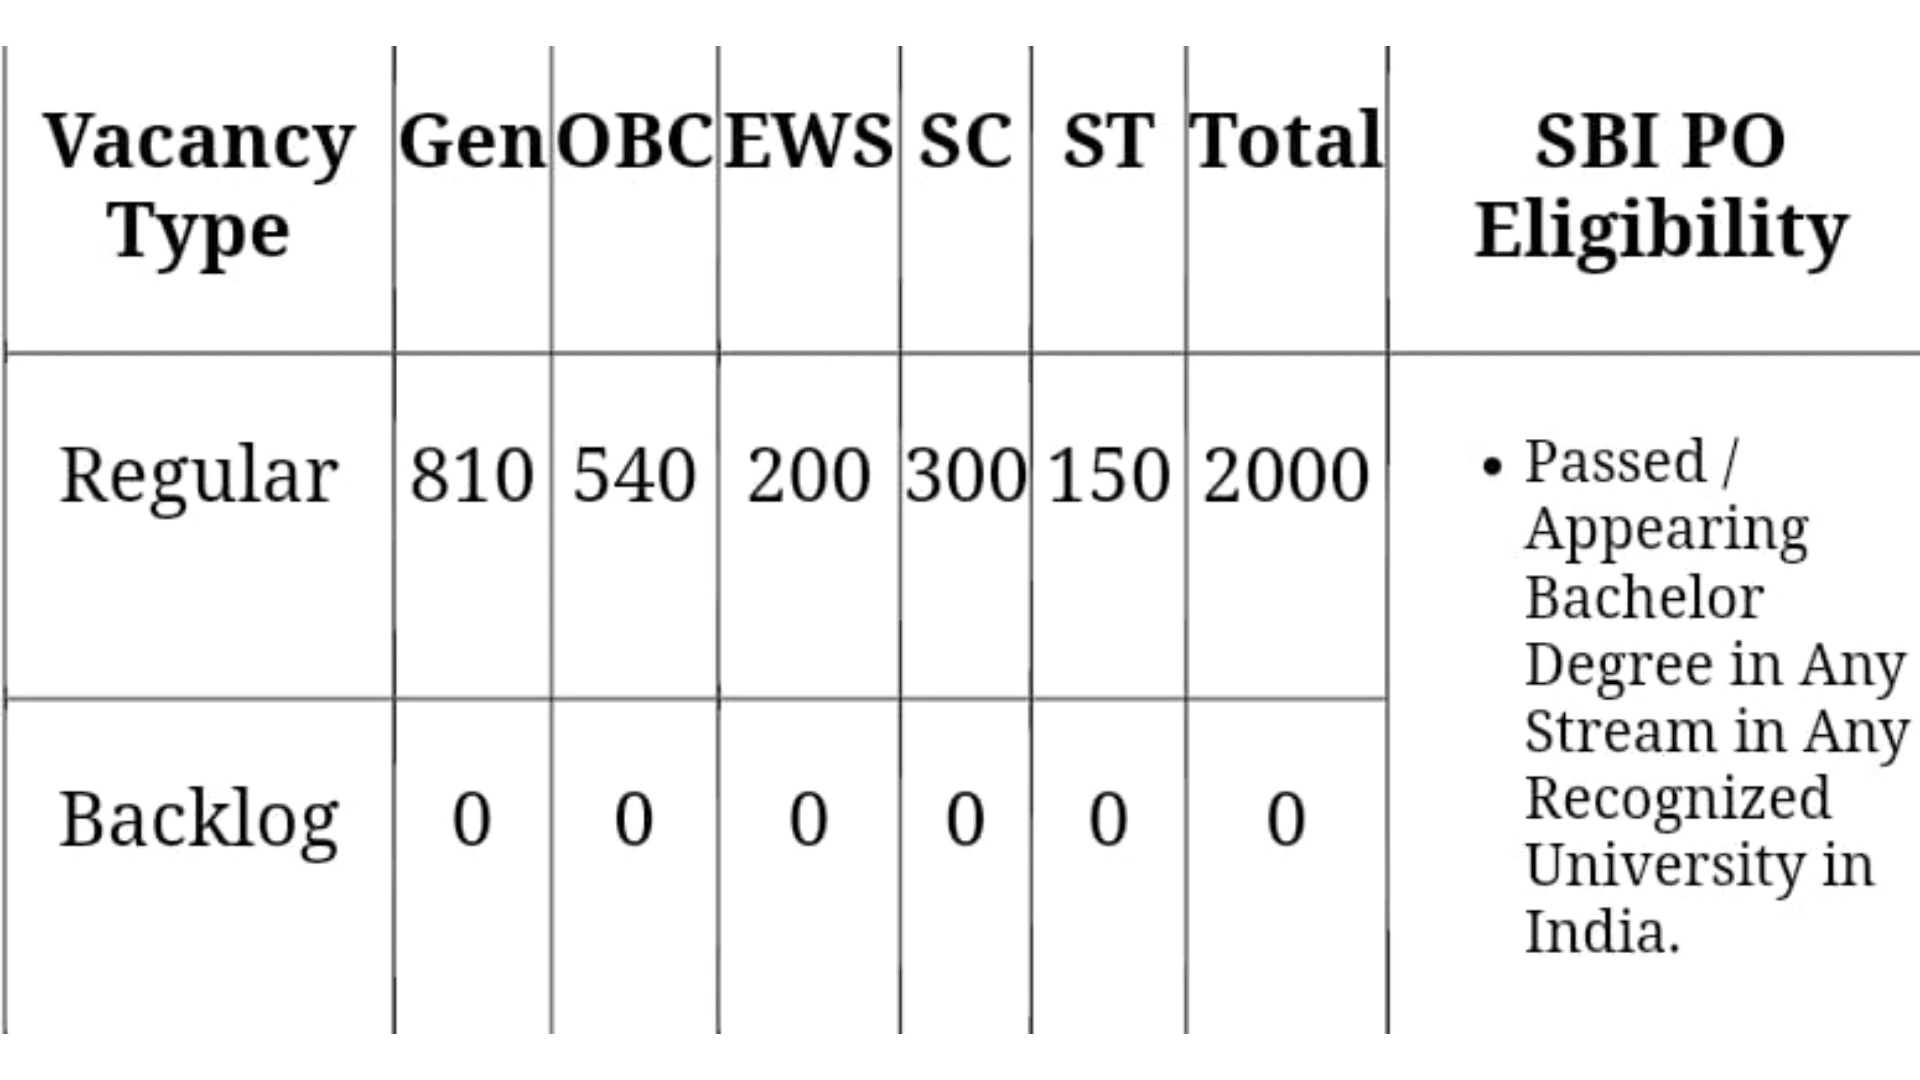 Vacancy Type Gen OBC EWS SC ST Total SBI PO Eligibility
Regular 810 540 200 300 150 2000
Backlog 0 0 0 0 0 0
• Passed /
Appearing
Bachelor
Degree in Any
Stream in Any
Recognized
University in
India.